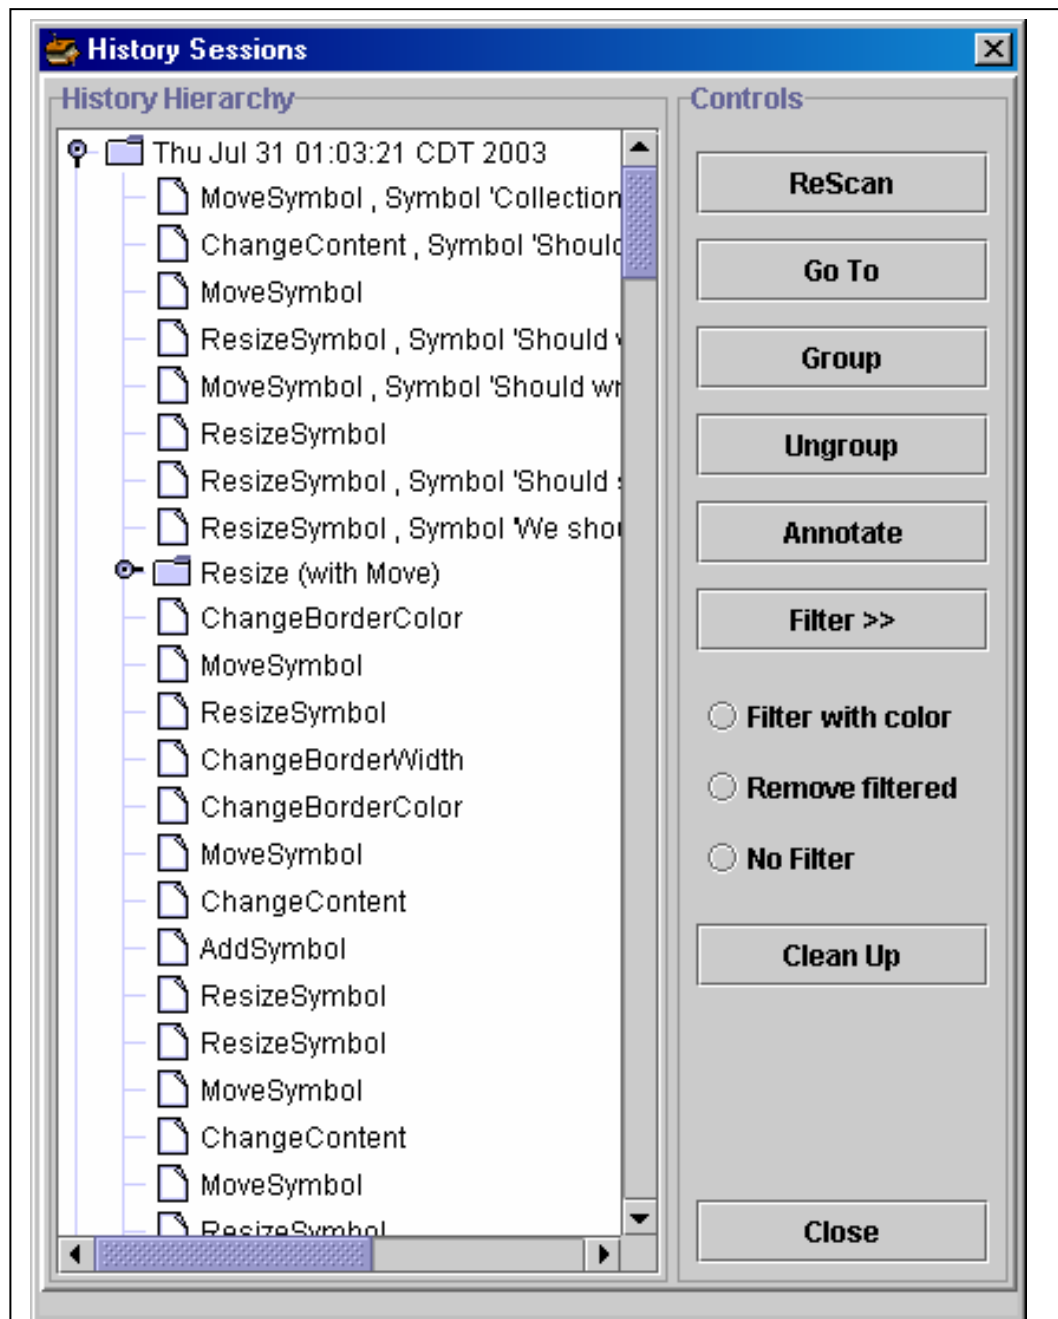 History Sessions
History Hierarchy
Thu Jul 31 01:03:21 CDT 2003
MoveSymbol , Symbol 'Collection
ChangeContent , Symbol 'Should
MoveSymbol
ResizeSymbol , Symbol 'Should
MoveSymbol , Symbol 'Should wr
ResizeSymbol
ResizeSymbol , Symbol 'Should
ResizeSymbol , Symbol 'We shou
Resize (with Move)
ChangeBorderColor
MoveSymbol
ResizeSymbol
ChangeBorderWidth
ChangeBorderColor
MoveSymbol
ChangeContent
AddSymbol
ResizeSymbol
ResizeSymbol
MoveSymbol
ChangeContent
MoveSymbol
ResizeSymbol
Controls
ReScan
Go To
Group
Ungroup
Annotate
Filter >>
Filter with color
Remove filtered
No Filter
Clean Up
Close